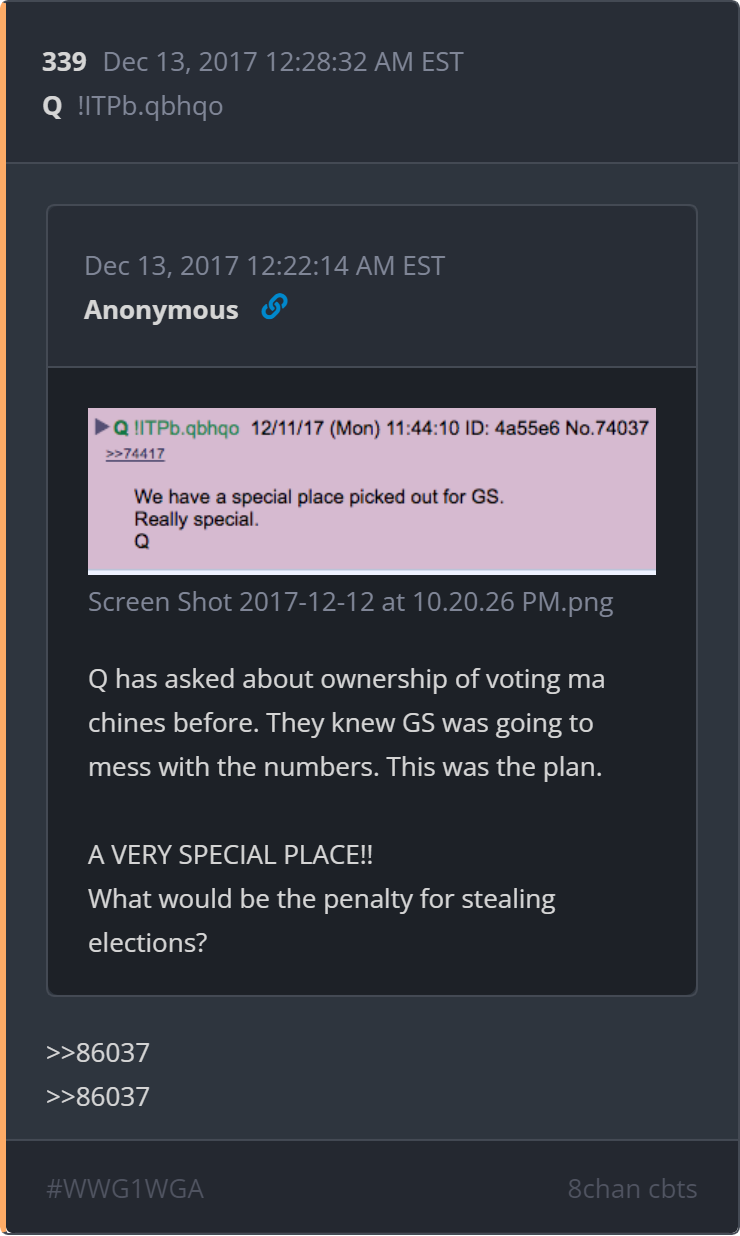 339 Dec 13, 2017 12:28:32 AM EST
Q !ITPb.qbhqo
Dec 13, 2017 12:22:14 AM EST
Anonymous
Q !ITPb.qbhqo 12/11/17 (Mon) 11:44:10 ID: 4a55e6 No.74037
>>74417
We have a special place picked out for GS.
Really special.
Q
Screen Shot 2017-12-12 at 10.20.26 PM.png
Q has asked about ownership of voting ma
chines before. They knew GS was going to
mess with the numbers. This was the plan.
A VERY SPECIAL PLACE!!
What would be the penalty for stealing
elections?
>>86037
>>86037
#WWG1WGA
8chan cbts